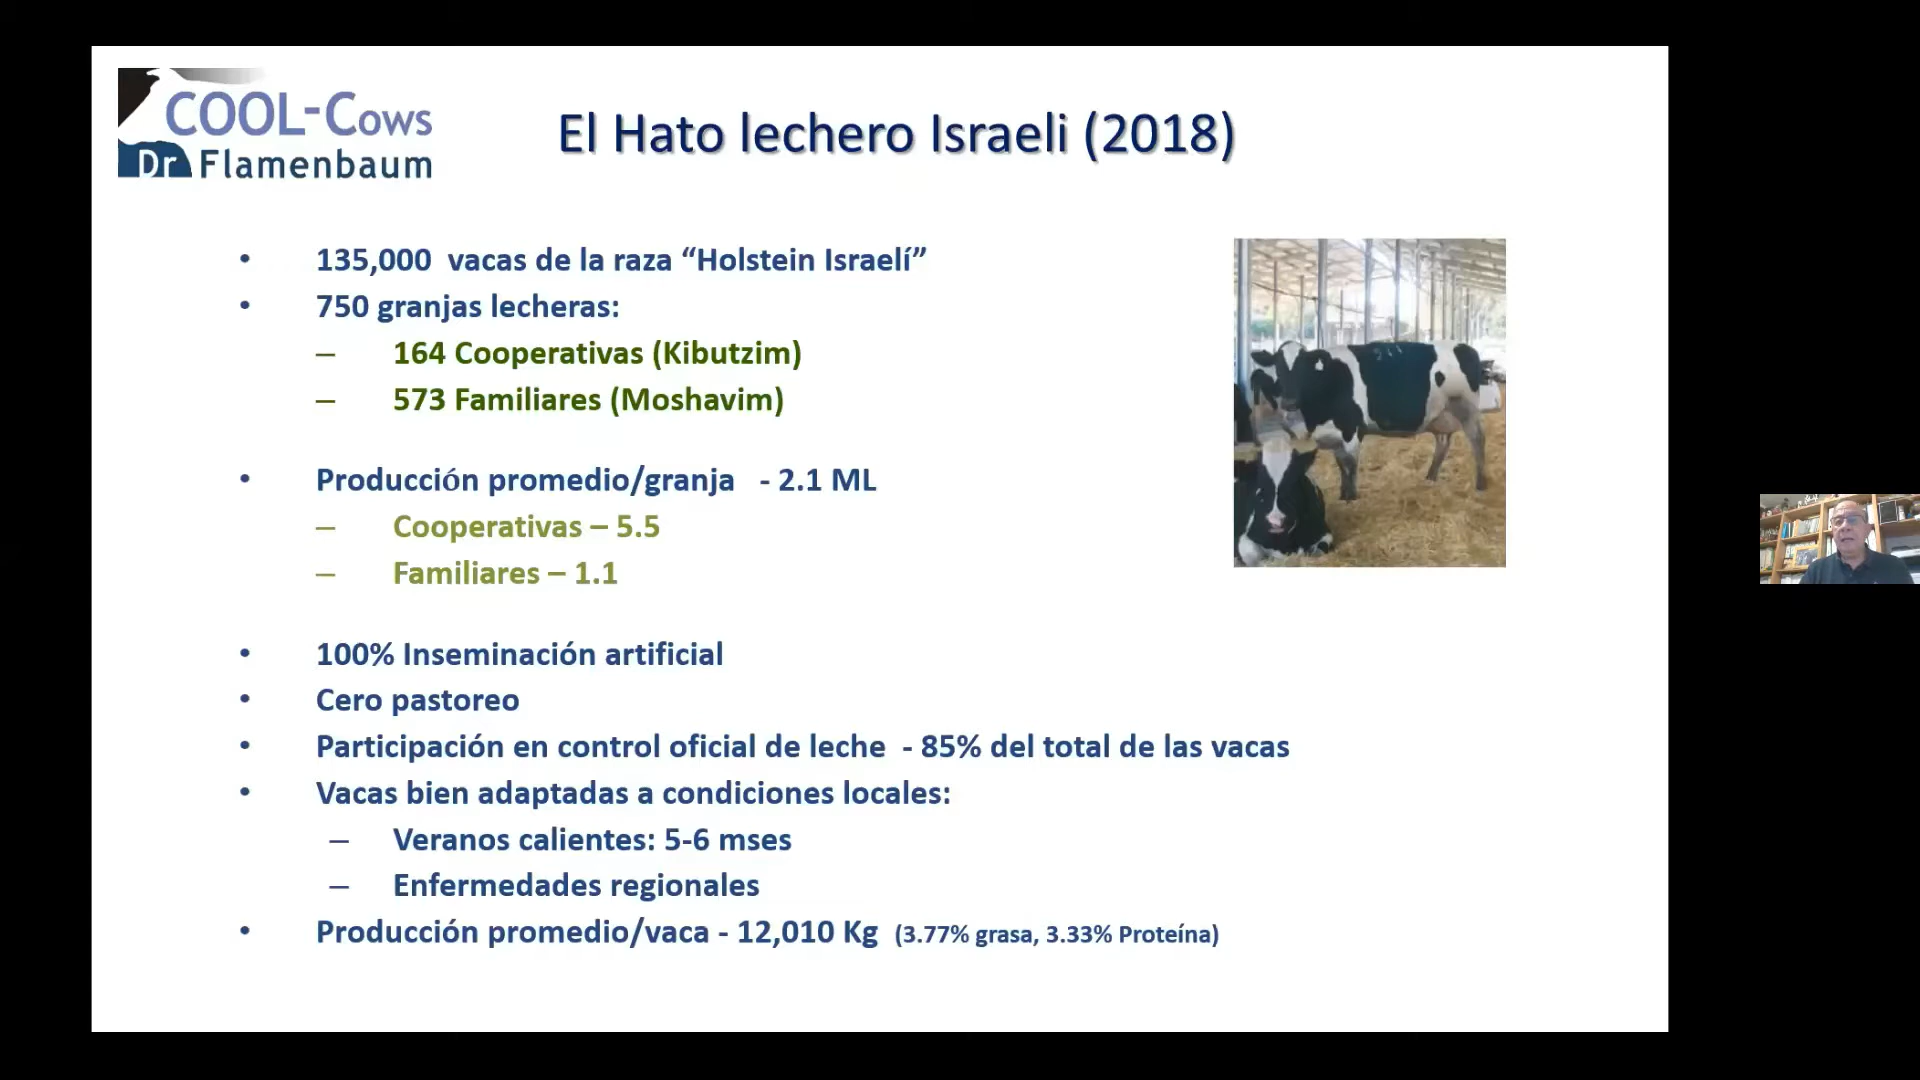 COOL-Cows
Dr Flamenbaum
El Hato lechero Israeli (2018)
• 135,000 vacas de la raza “Holstein Israelí”
• 750 granjas lecheras:
– 164 Cooperativas (Kibutzim)
– 573 Familiares (Moshavim)
• Producción promedio/granja - 2.1 ML
– Cooperativas – 5.5
– Familiares – 1.1
• 100% Inseminación artificial
• Cero pastoreo
• Participación en control oficial de leche - 85% del total de las vacas
• Vacas bien adaptadas a condiciones locales:
– Veranos calientes: 5-6 mses
– Enfermedades regionales
• Producción promedio/vaca - 12,010 Kg (3.77% grasa, 3.33% Proteína)